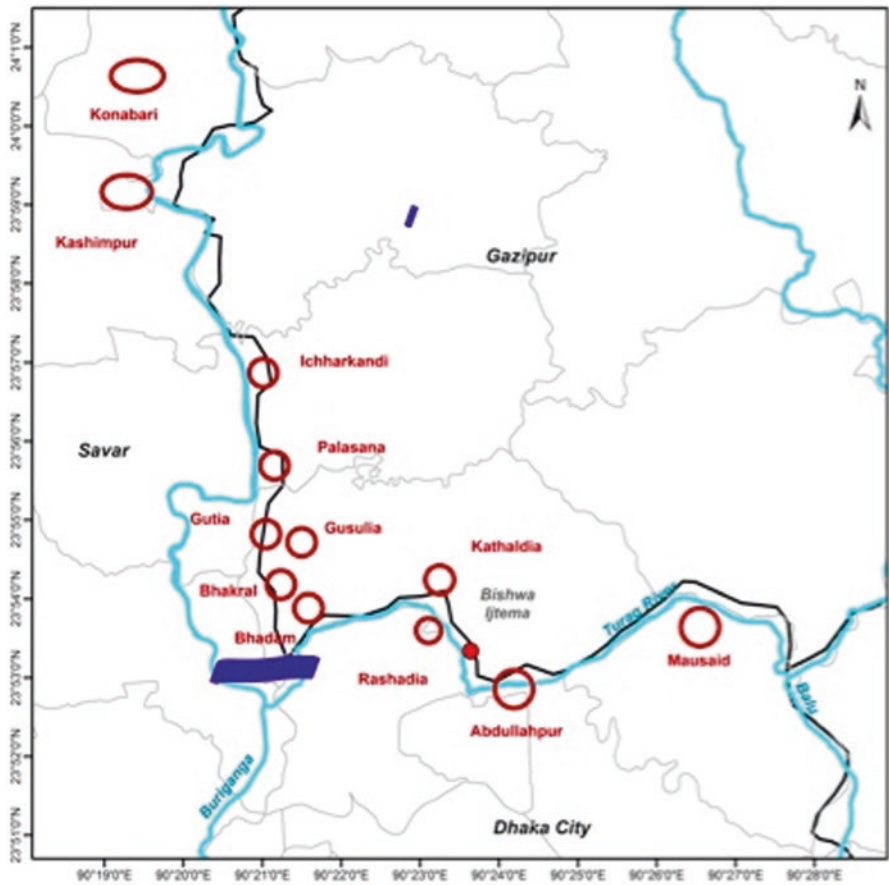 24°1'0"N
24°0'0"N
23°59'0"N
23°58'0"N
23°57'0"N
23°56'0"N
23°55'0"N
23°54'0"N
23°53'0"N
23°52'0"N
23°51'0"N
N
Konabari
Kashimpur
Gazipur
Ichharkandi
Savar
Palasana
Gutia
Gusulia
Kathaldia
Bhakral
Bishwa
Ijtema
Turag River
Bhadam
Mausaid
Rashadia
Balu
Abdullahpur
Buriganga
Dhaka City
90°19'0"E
90°20'0"E
90°21'0"E
90°22'0"E
90°23'0"E
90°24'0"E
90°25'0"E
90°26'0"E
90°27'0"E
90°28'0"E